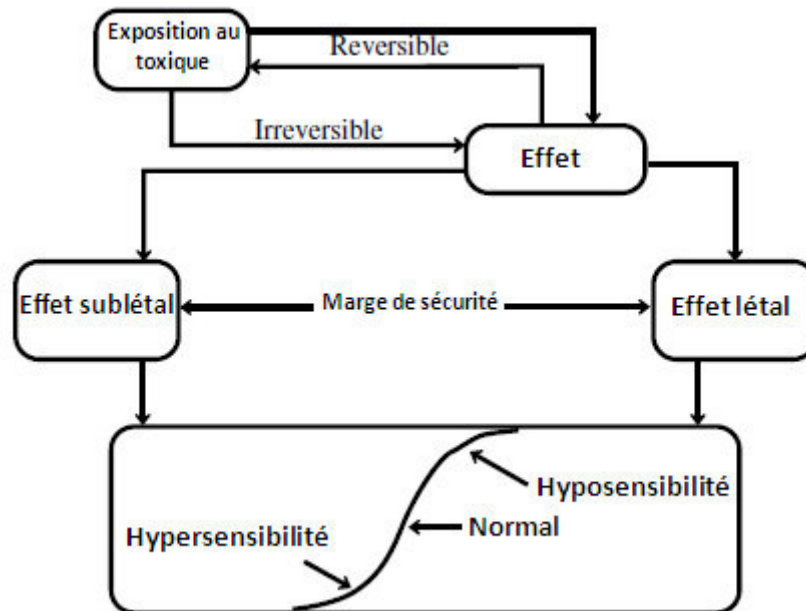 Exposition au
toxique
Reversible
Irreversible
Effet
Effet sublétal
Marge de sécurité
Effet létal
Hyposensibilité
Normal
Hypersensibilité